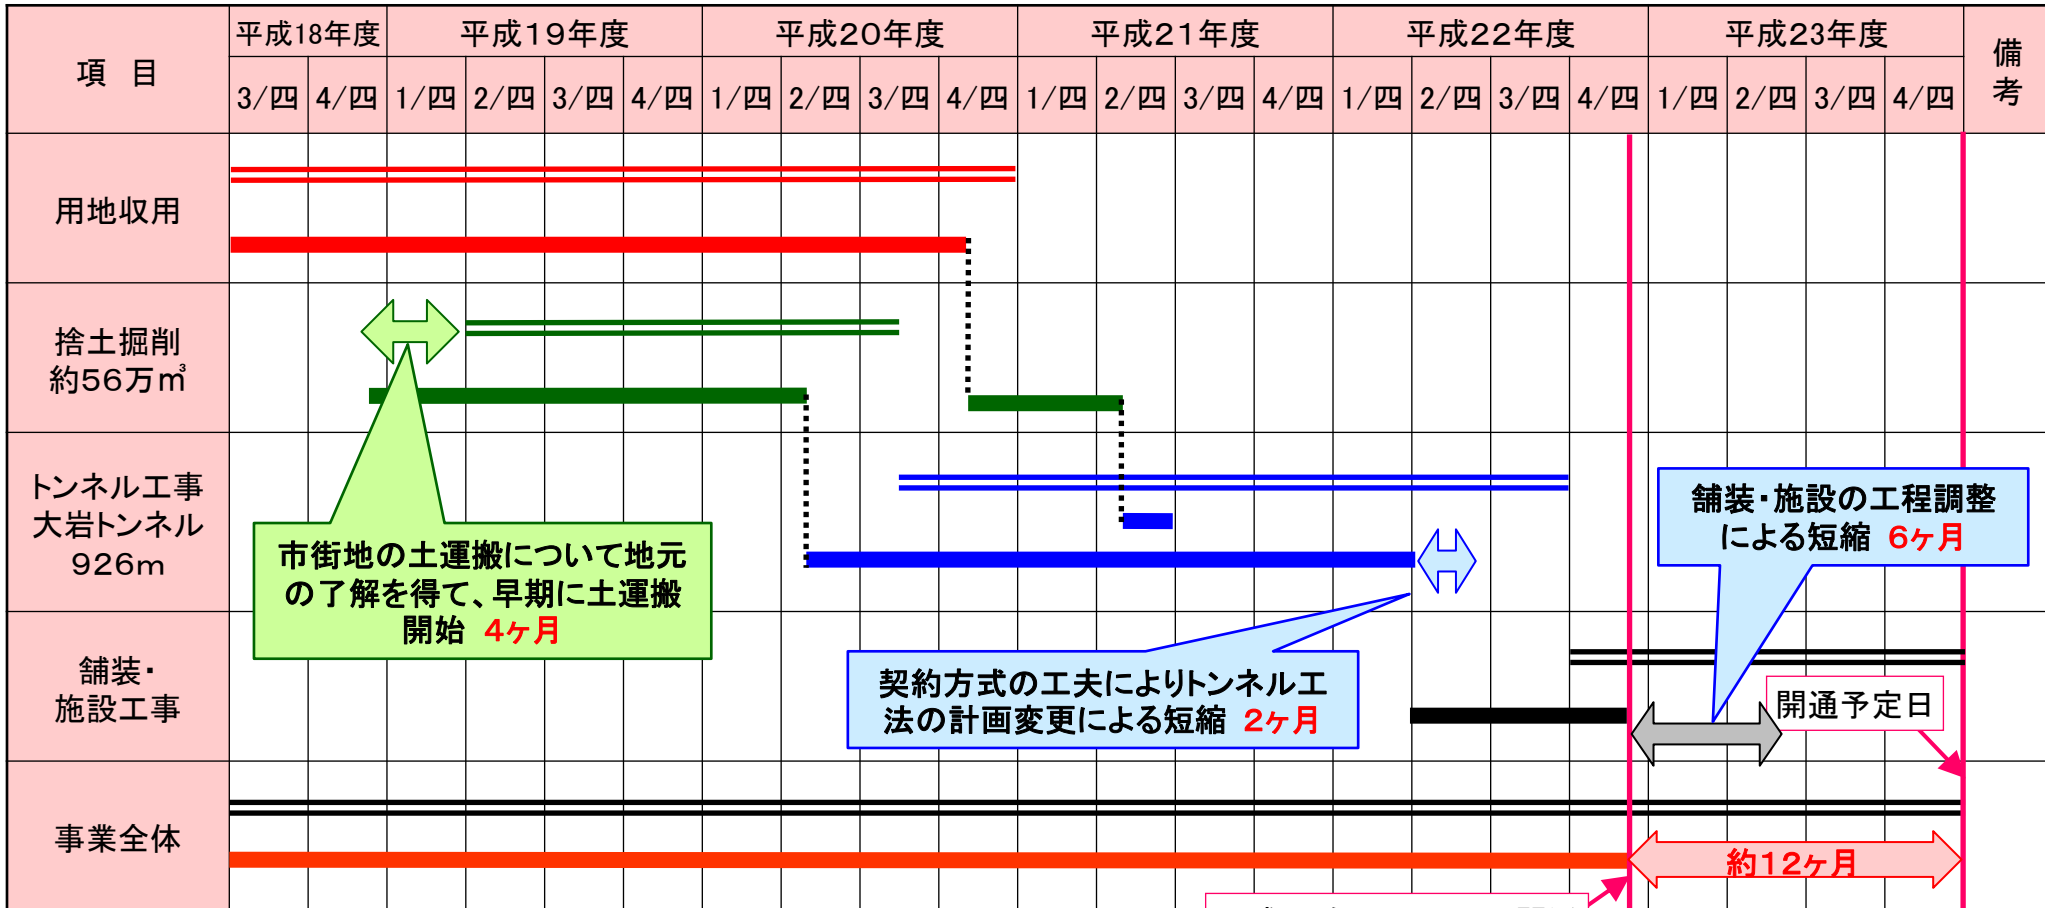 項 目
平成18年度
平成19年度
平成20年度
平成21年度
平成22年度
平成23年度
備考
3/四 4/四 1/四 2/四 3/四 4/四 1/四 2/四 3/四 4/四 1/四 2/四 3/四 4/四 1/四 2/四 3/四 4/四 1/四 2/四 3/四 4/四
用地収用
捨土掘削
約56万㎥
トンネル工事
大岩トンネル
926m
市街地の土運搬について地元
の了解を得て、早期に土運搬
開始 4ヶ月
舗装・施設の工程調整
による短縮 6ヶ月
舗装・
施設工事
契約方式の工夫によりトンネル工
法の計画変更による短縮 2ヶ月
開通予定日
事業全体
約12ヶ月